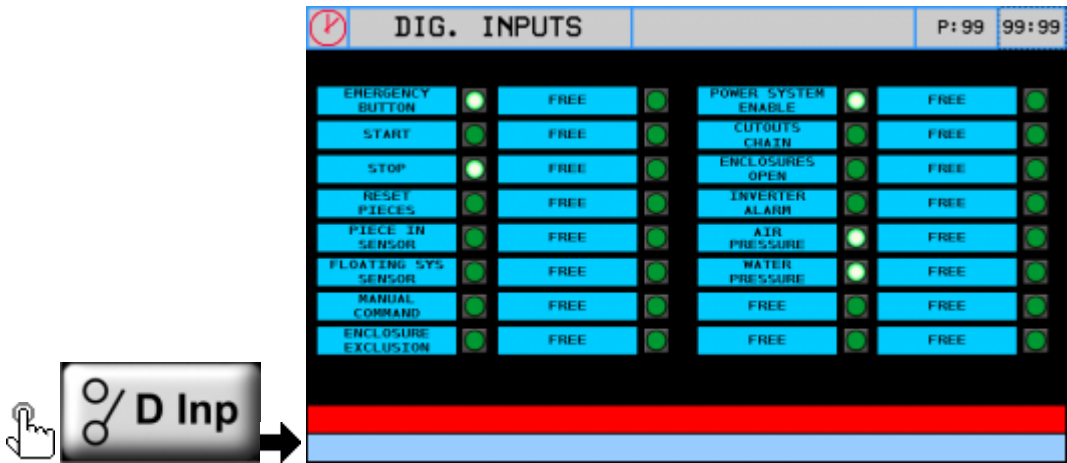 DIG. INPUTS P:99 99:99
EMERGENCY BUTTON FREE POWER SYSTEM ENABLE FREE
START FREE CUTOUTS CHAIN FREE
STOP FREE ENCLOSURES OPEN FREE
RESET PIECES FREE INVERTER ALARM FREE
PIECE IN SENSOR FREE AIR PRESSURE FREE
FLOATING SYS SENSOR FREE WATER PRESSURE FREE
MANUAL COMMAND FREE FREE FREE
ENCLOSURE EXCLUSION FREE FREE FREE
D Inp